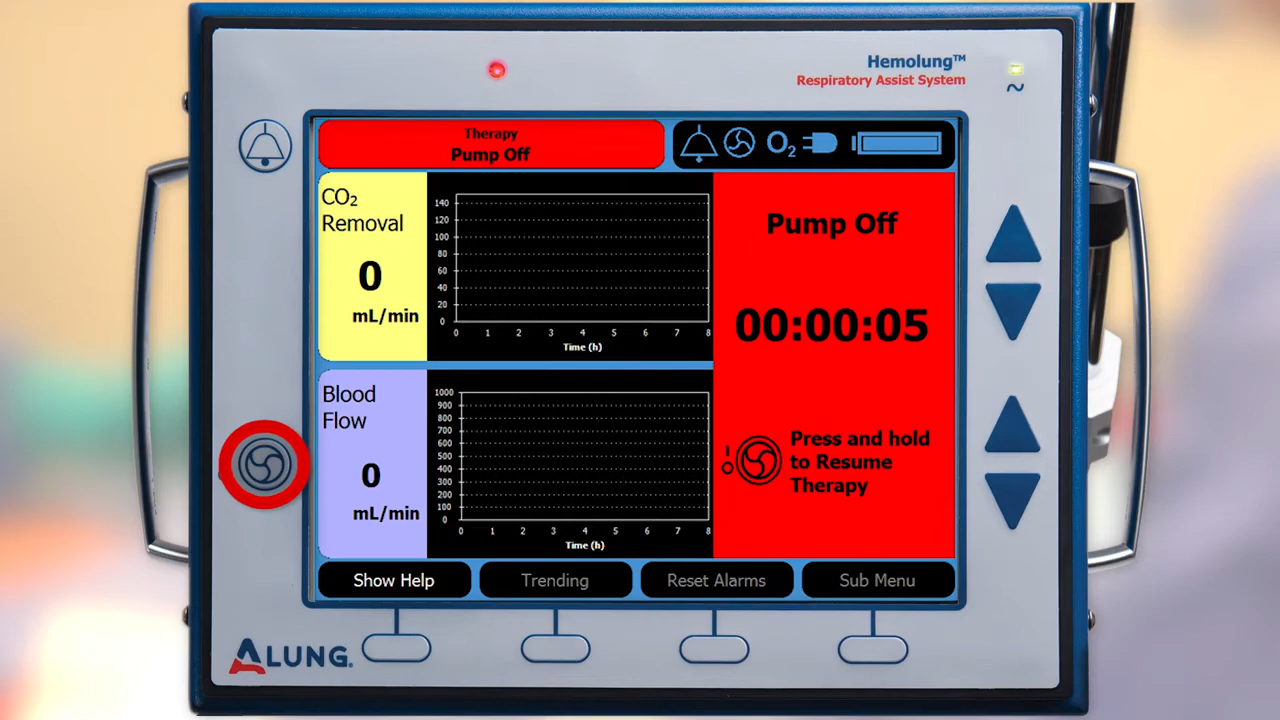 Hemolung™
Respiratory Assist System
~
Therapy
Pump Off
O₂
CO₂
Removal
0
mL/min
140
120
100
80
60
40
20
0
0 1 2 3 4 5 6 7 8
Time (h)
Pump Off
00:00:05
Press and hold
to Resume
Therapy
Blood
Flow
0
mL/min
1000
900
800
700
600
500
400
300
200
100
0
0 1 2 3 4 5 6 7 8
Time (h)
Show Help
Trending
Reset Alarms
Sub Menu
ALUNG®